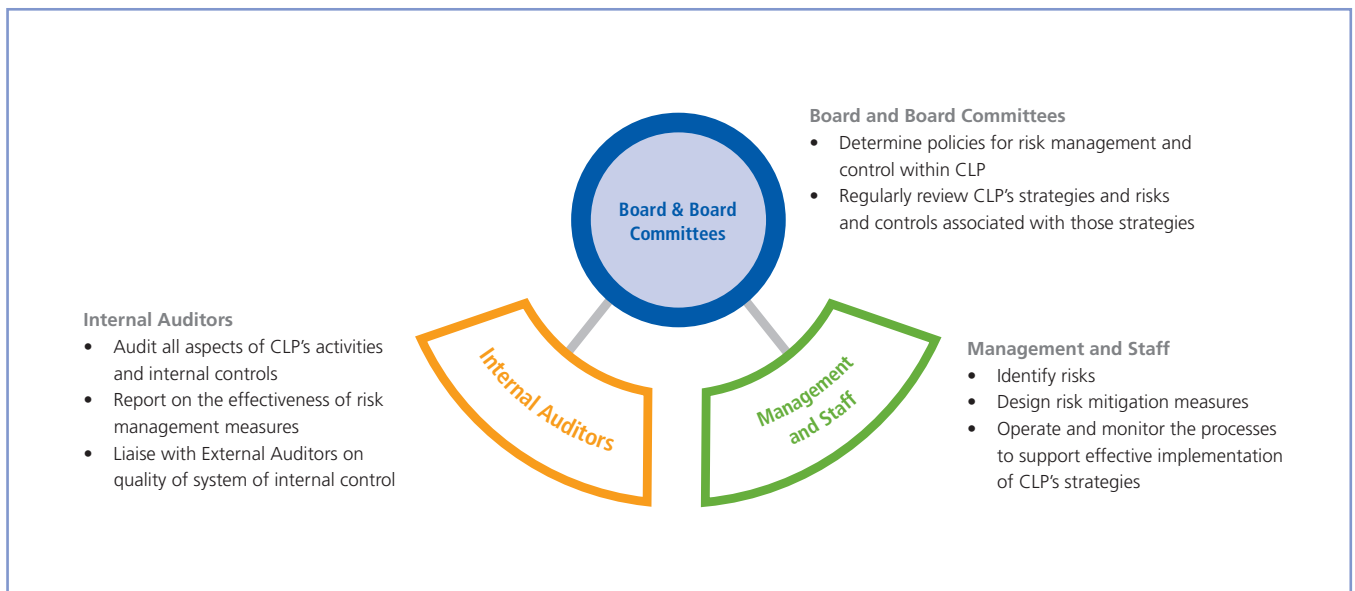 Board and Board Committees
• Determine policies for risk management and
control within CLP
• Regularly review CLP's strategies and risks
and controls associated with those strategies
Board & Board
Committees
Internal Auditors
• Audit all aspects of CLP's activities
and internal controls
• Report on the effectiveness of risk
management measures
• Liaise with External Auditors on
quality of system of internal control
Internal Auditors
Management
and Staff
Management and Staff
• Identify risks
• Design risk mitigation measures
• Operate and monitor the processes
to support effective implementation
of CLP's strategies